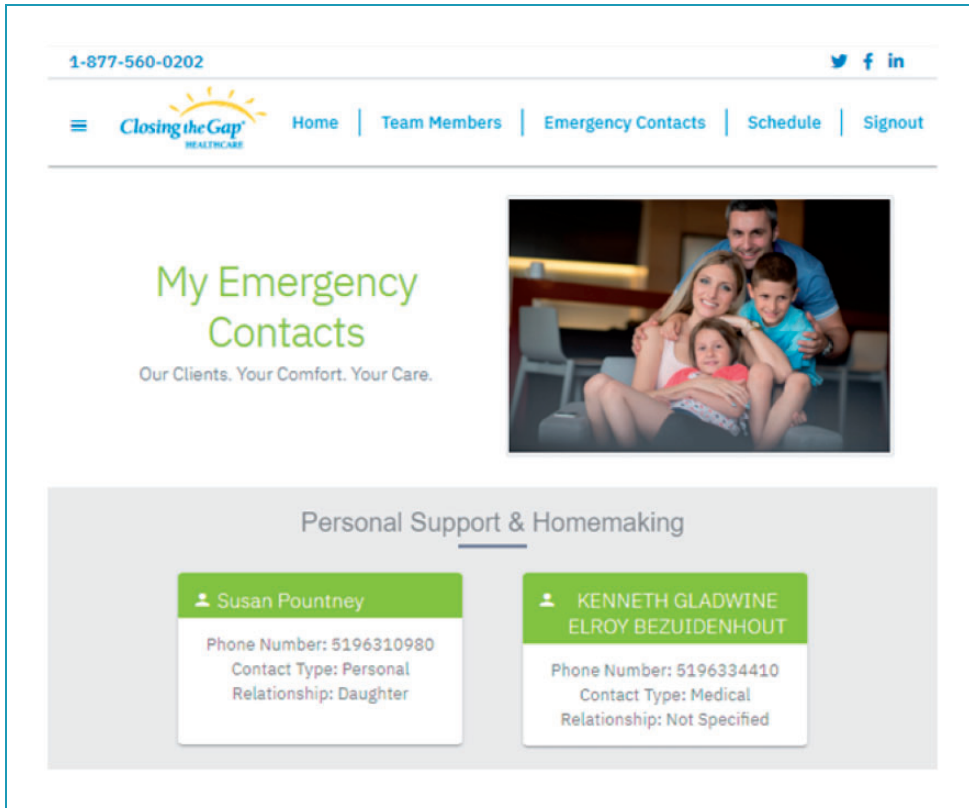 1-877-560-0202
Closing the Gap®
HEALTHCARE
Home | Team Members | Emergency Contacts | Schedule | Signout
My Emergency
Contacts
Our Clients. Your Comfort. Your Care.
Personal Support & Homemaking
Susan Pountney
Phone Number: 5196310980
Contact Type: Personal
Relationship: Daughter
KENNETH GLADWINE
ELROY BEZUIDENHOUT
Phone Number: 5196334410
Contact Type: Medical
Relationship: Not Specified